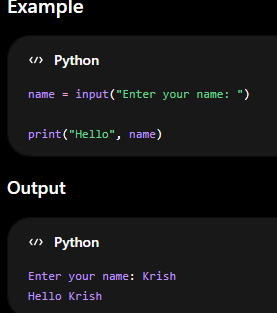 Example
</> Python
name = input("Enter your name: ")
print("Hello", name)
Output
</> Python
Enter your name: Krish
Hello Krish